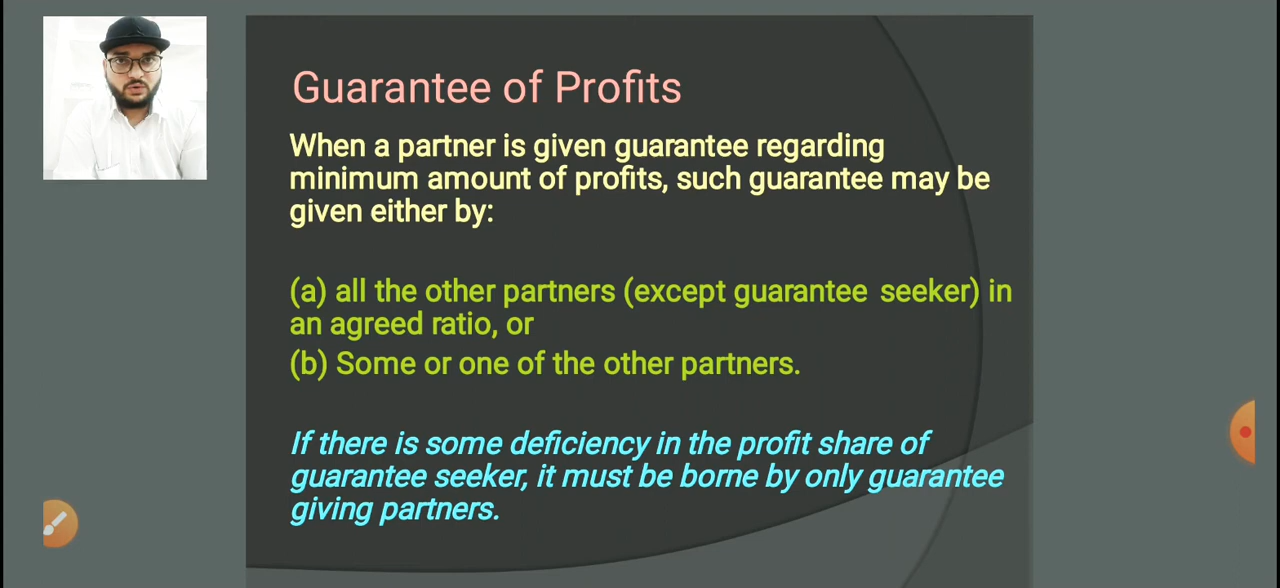 Guarantee of Profits
When a partner is given guarantee regarding
minimum amount of profits, such guarantee may be
given either by:
(a) all the other partners (except guarantee seeker) in
an agreed ratio, or
(b) Some or one of the other partners.
If there is some deficiency in the profit share of
guarantee seeker, it must be borne by only guarantee
giving partners.